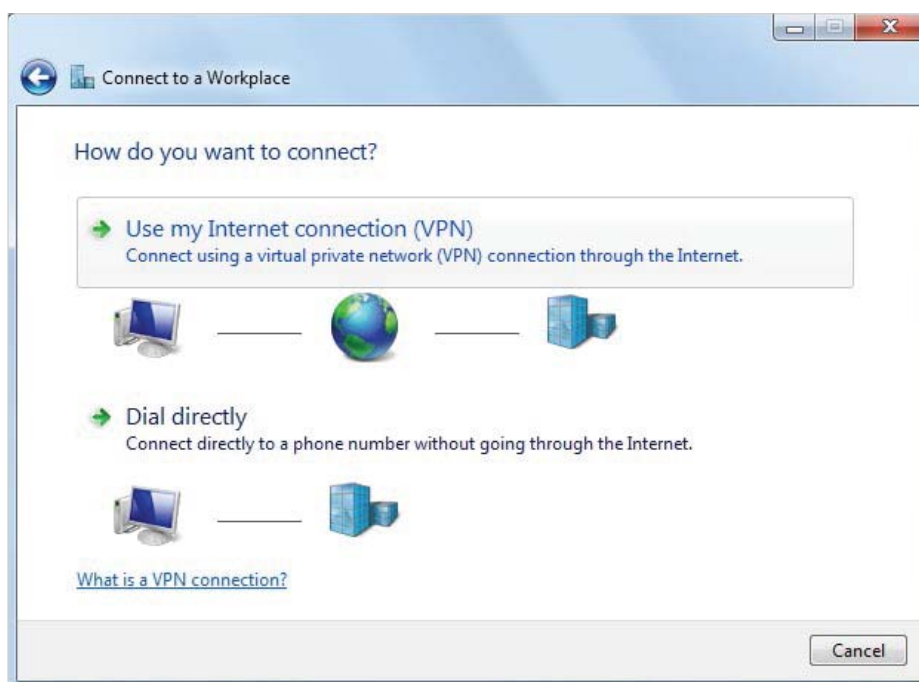 Connect to a Workplace
How do you want to connect?
Use my Internet connection (VPN)
Connect using a virtual private network (VPN) connection through the Internet.
Dial directly
Connect directly to a phone number without going through the Internet.
What is a VPN connection?
Cancel